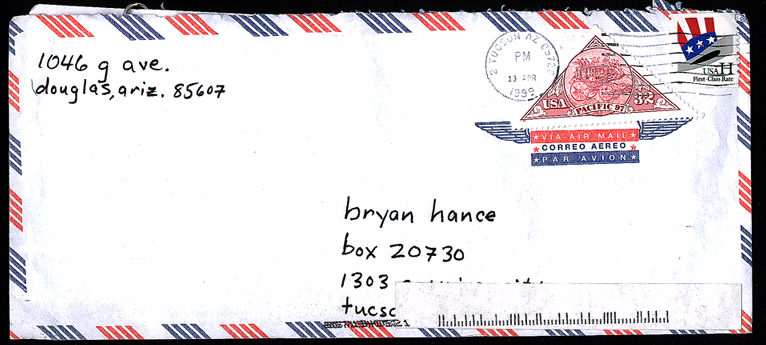 1046 g ave.
douglas, ariz. 85607
TUCSON AZ
PM
13 APR
1999
USA
PACIFIC 97
32
USA H
First-Class Rate
VIA AIR MAIL
CORREO AEREO
PAR AVION
bryan hance
box 20730
1303
tucsc